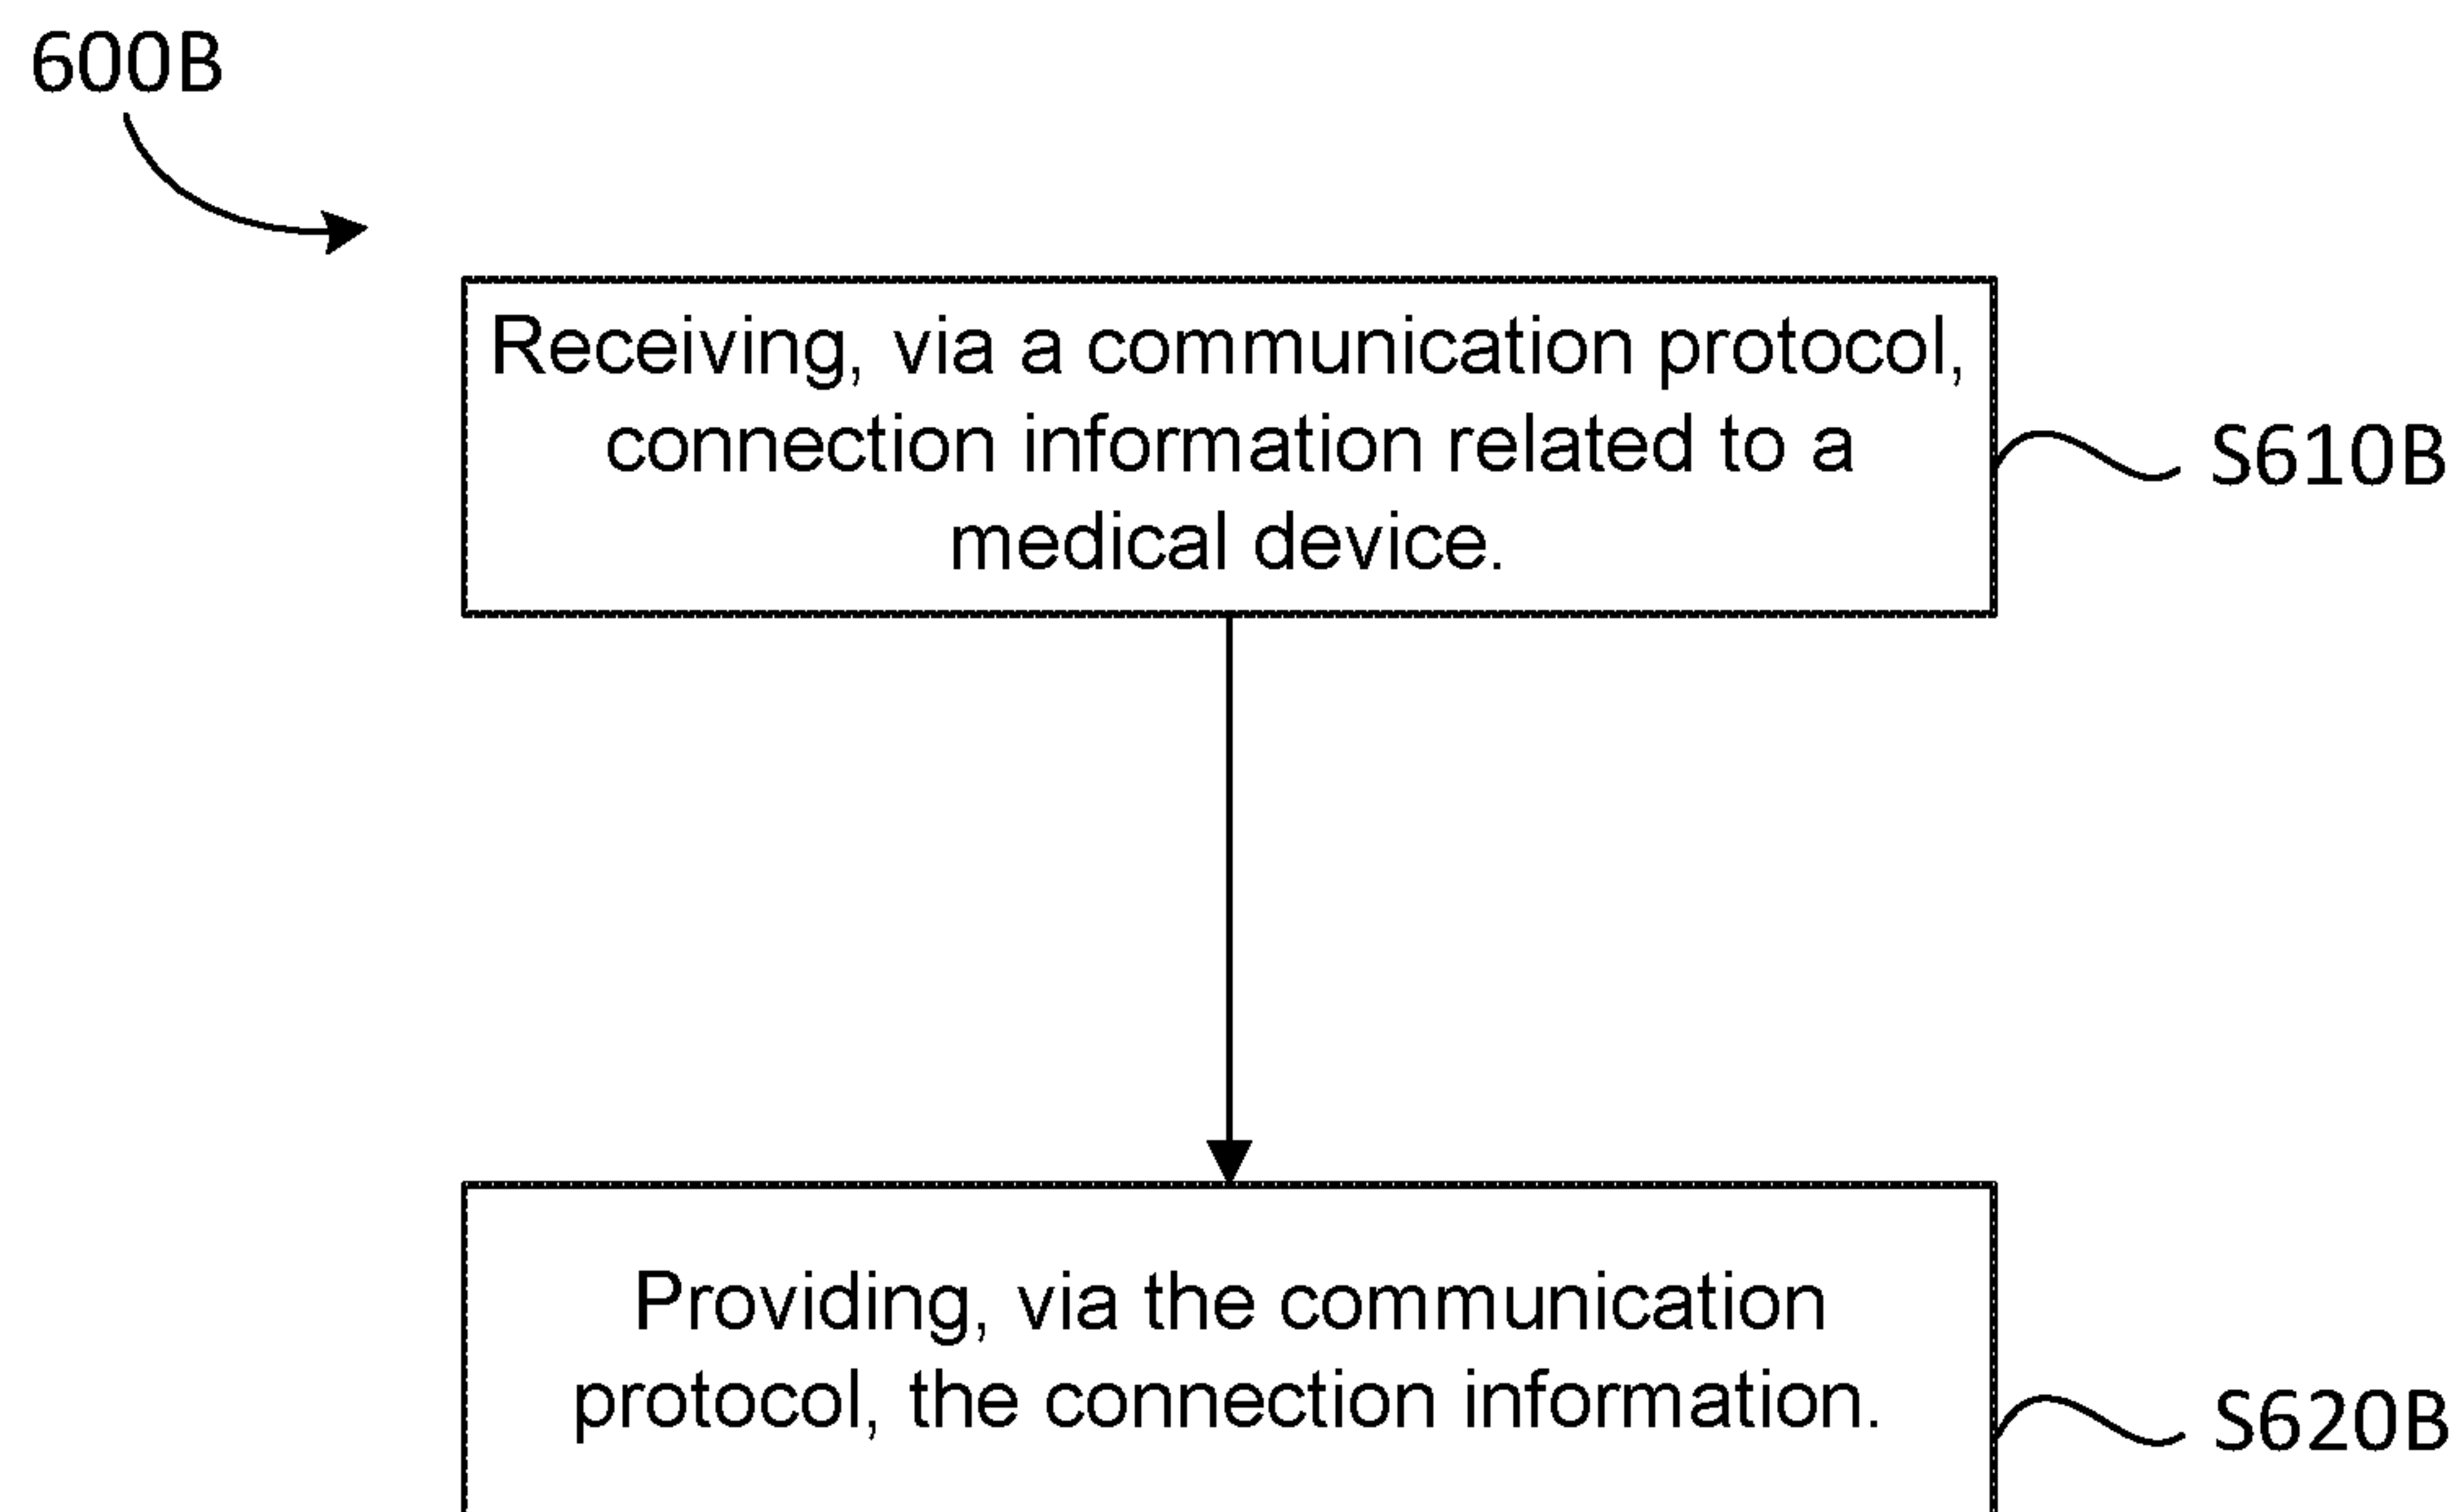 600B
Receiving, via a communication protocol,
connection information related to a
medical device.
S610B
Providing, via the communication
protocol, the connection information.
S620B